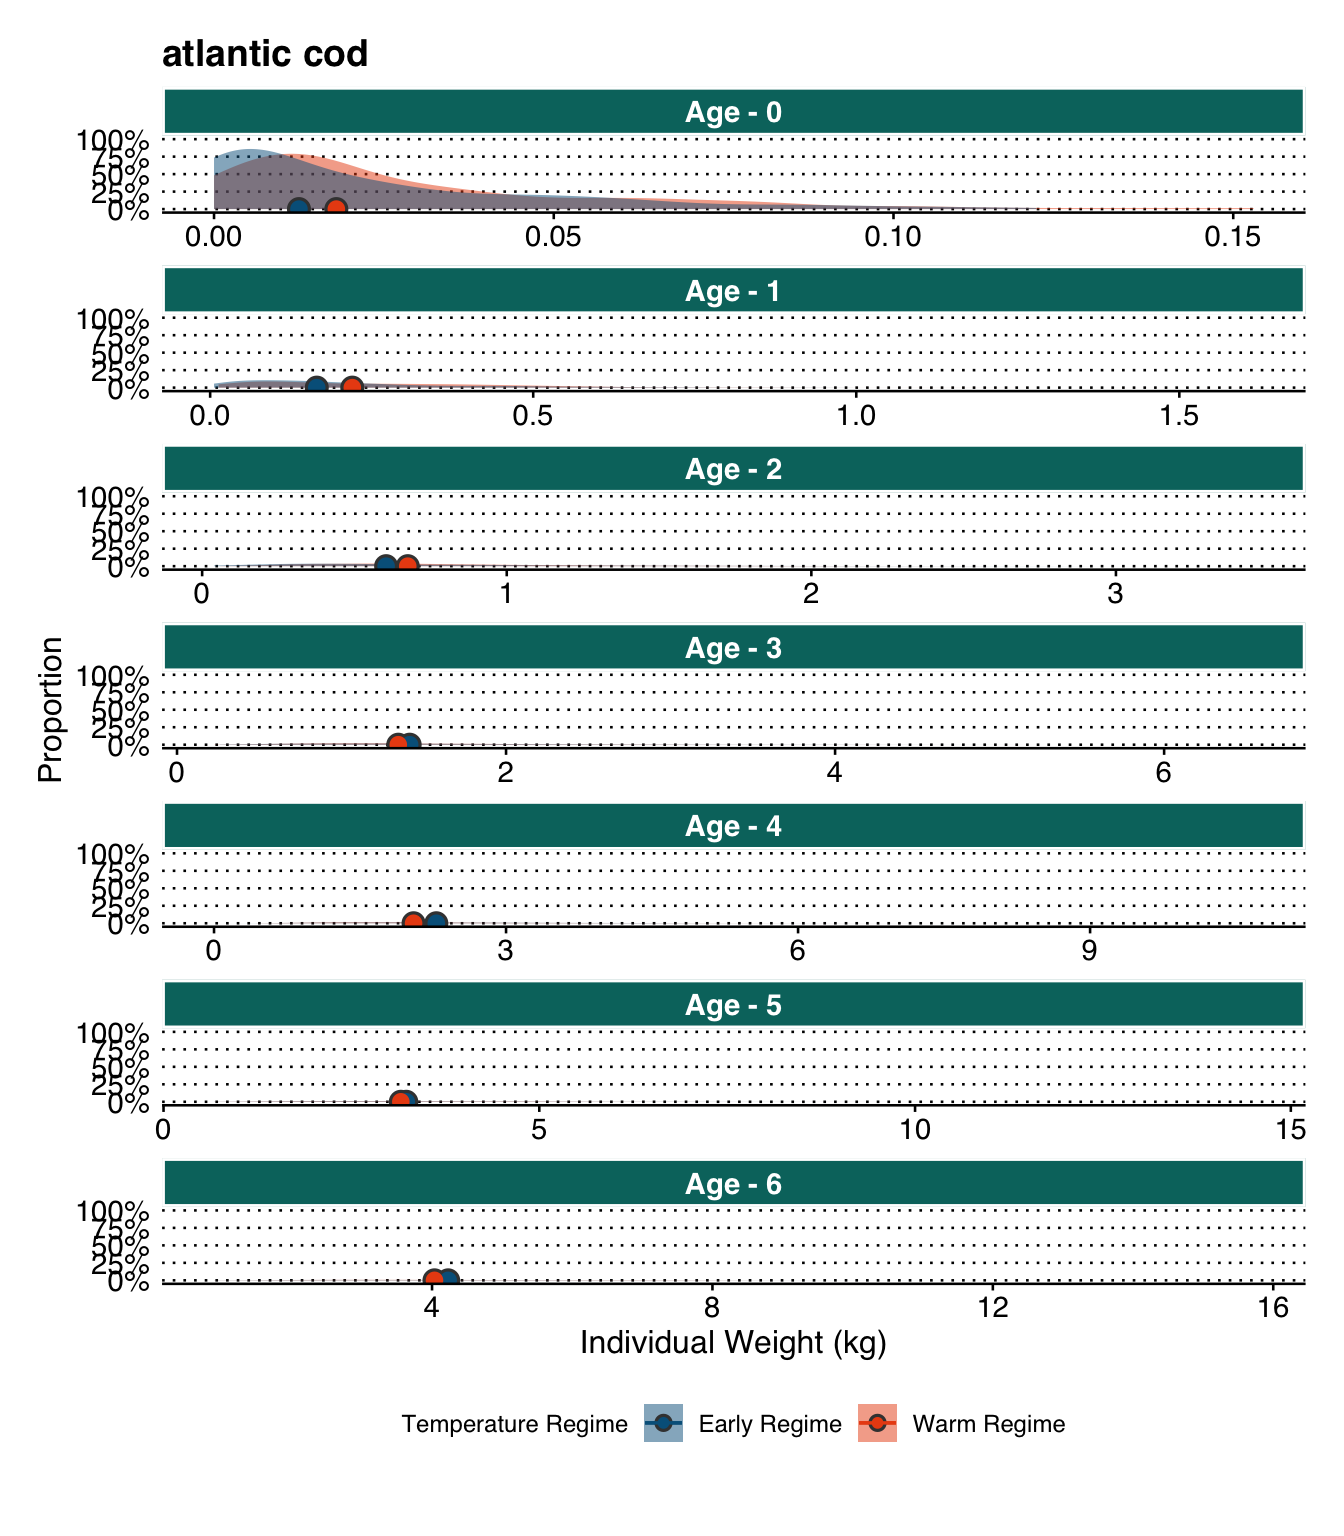 atlantic cod
Age - 0
100%
75%
50%
25%
0%
0.00 0.05 0.10 0.15
Age - 1
100%
75%
50%
25%
0%
0.0 0.5 1.0 1.5
Age - 2
100%
75%
50%
25%
0%
0 1 2 3
Age - 3
100%
75%
50%
25%
0%
0 2 4 6
Proportion
Age - 4
100%
75%
50%
25%
0%
0 3 6 9
Age - 5
100%
75%
50%
25%
0%
0 5 10 15
Age - 6
100%
75%
50%
25%
0%
4 8 12 16
Individual Weight (kg)
Temperature Regime Early Regime Warm Regime